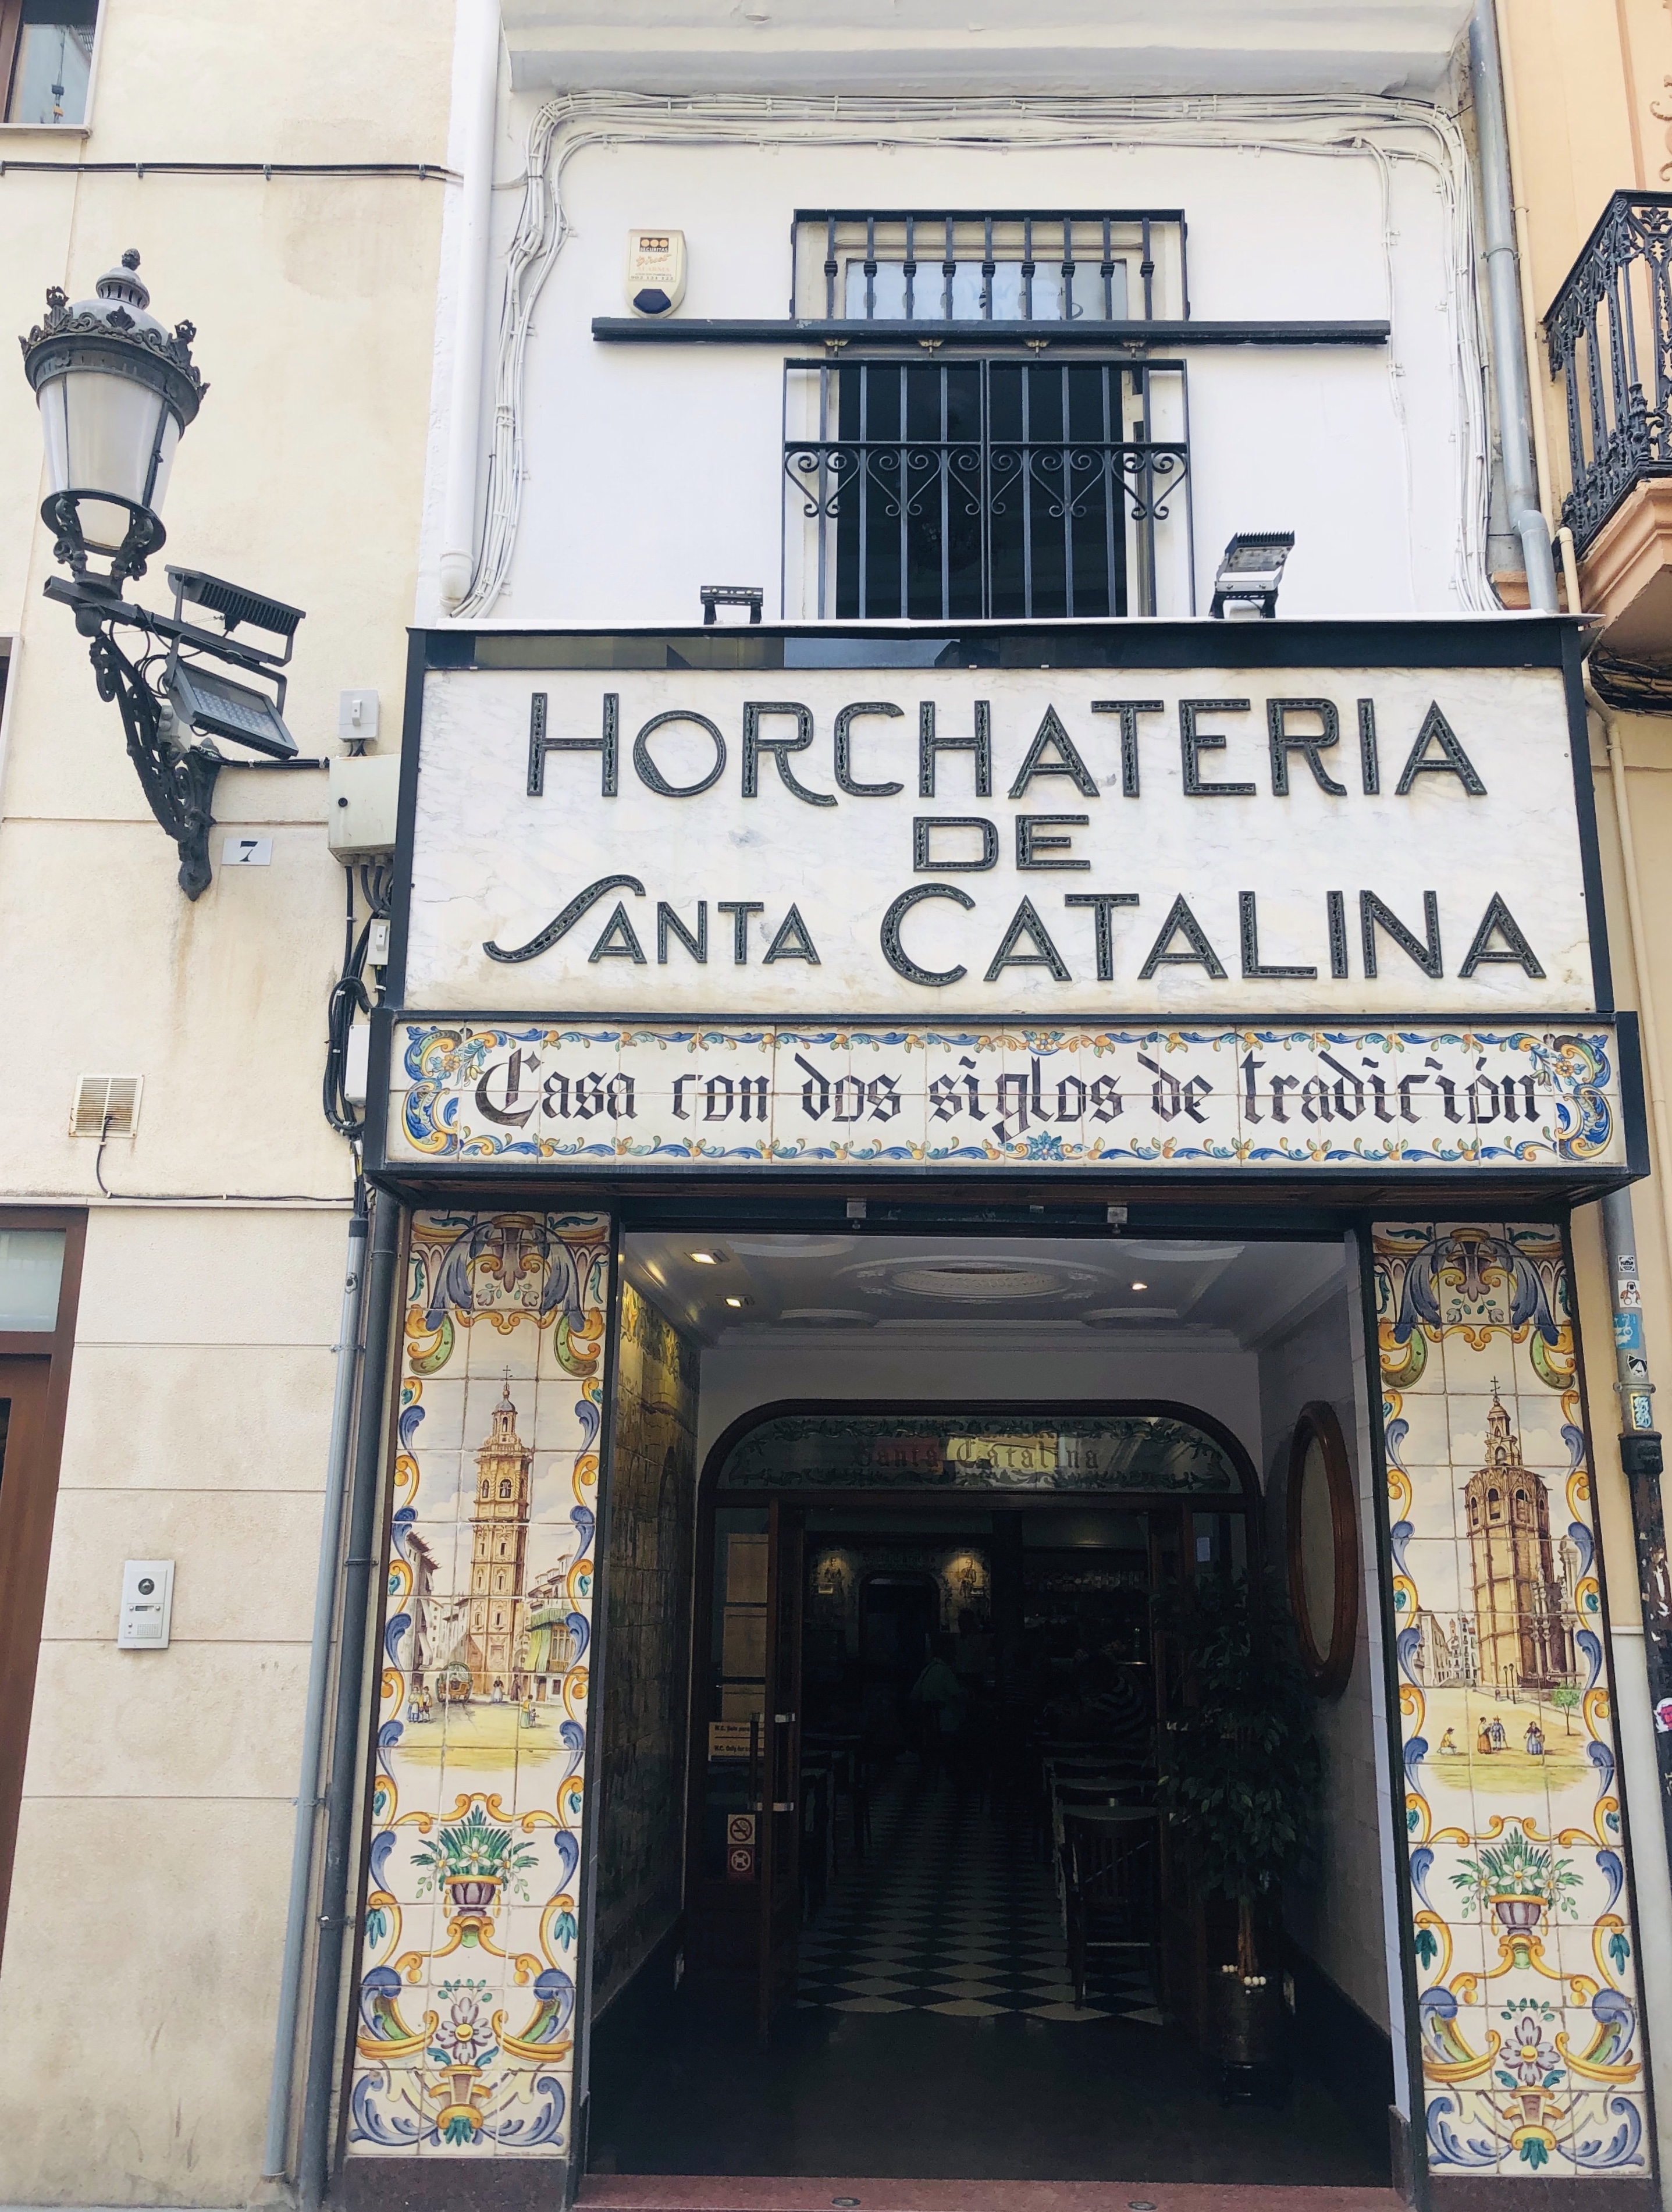 HORCHATERIA
DE
SANTA CATALINA
Casa con dos siglos de tradición
7
Santa Catalina